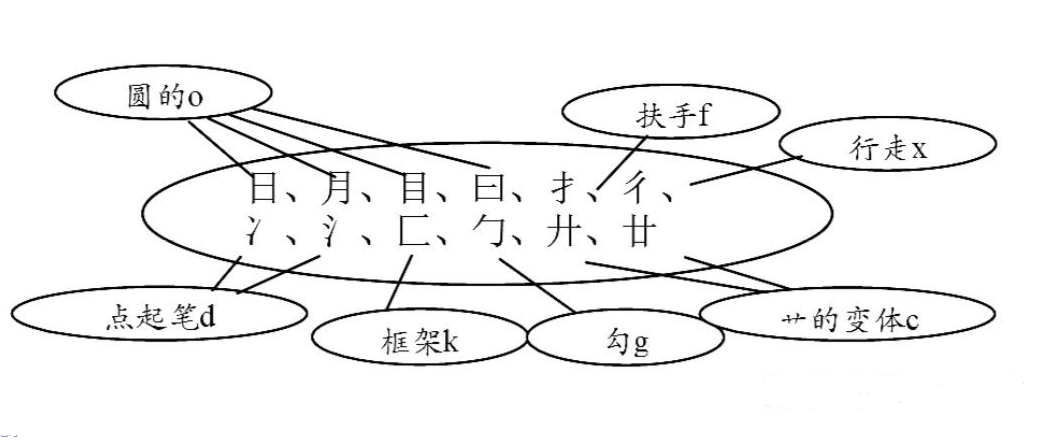 圆的o
扶手f
行走x
日、月、目、曰、扌、彳、
冫、氵、匚、勹、廾、廿
点起笔d
框架k
勾g
艹的变体c